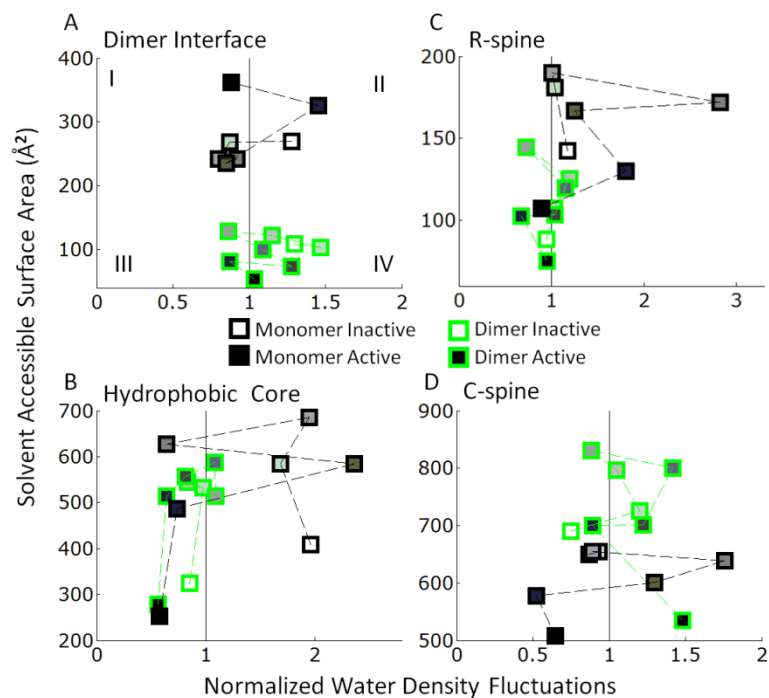 A
Dimer Interface
C
R-spine
400
I
II
300
200
100
III
IV
0
0.5
1
1.5
2
200
150
100
0
1
2
3
Solvent Accessible Surface Area (Å²)
Monomer Inactive
Dimer Inactive
Monomer Active
Dimer Active
B
Hydrophobic Core
D
C-spine
700
600
500
400
300
200
0
1
2
900
800
700
600
500
0
0.5
1
1.5
2
Normalized Water Density Fluctuations